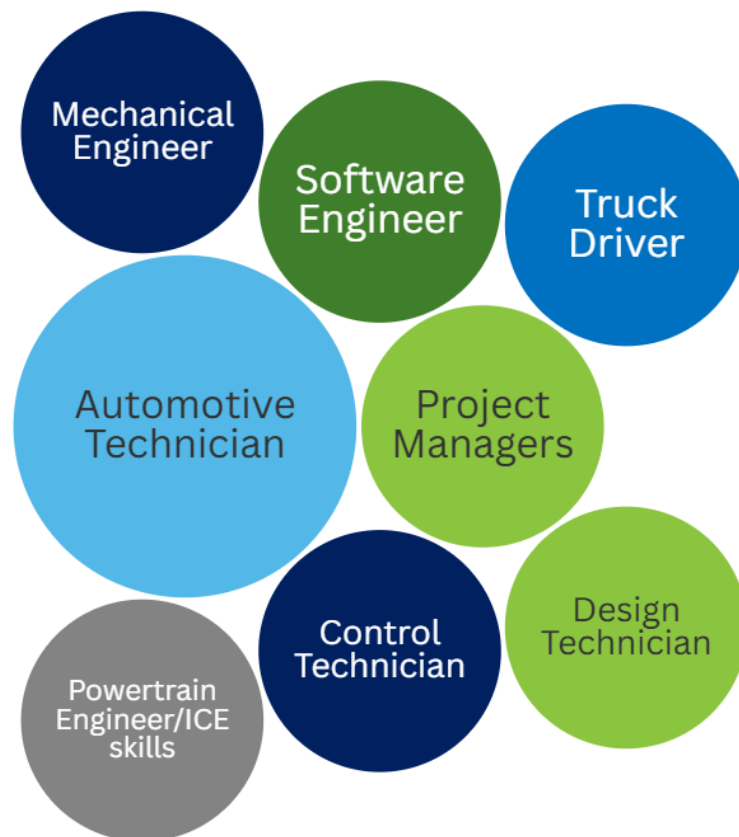 Mechanical
Engineer
Software
Engineer
Truck
Driver
Automotive
Technician
Project
Managers
Control
Technician
Design
Technician
Powertrain
Engineer/ICE
skills